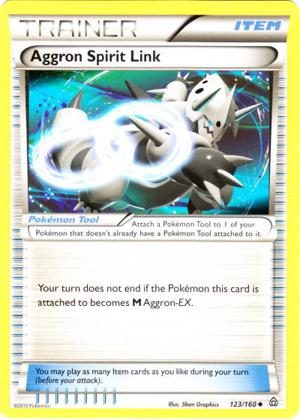 TRAINER
ITEM
Aggron Spirit Link
Pokémon Tool
Attach a Pokémon Tool to 1 of your
Pokémon that doesn't already have a Pokémon Tool attached to it.
Your turn does not end if the Pokémon this card is
attached to becomes M Aggron-EX.
You may play as many Item cards as you like during your turn
(before your attack).
Illus. 5ban Graphics
123/160
©2015 Pokémon